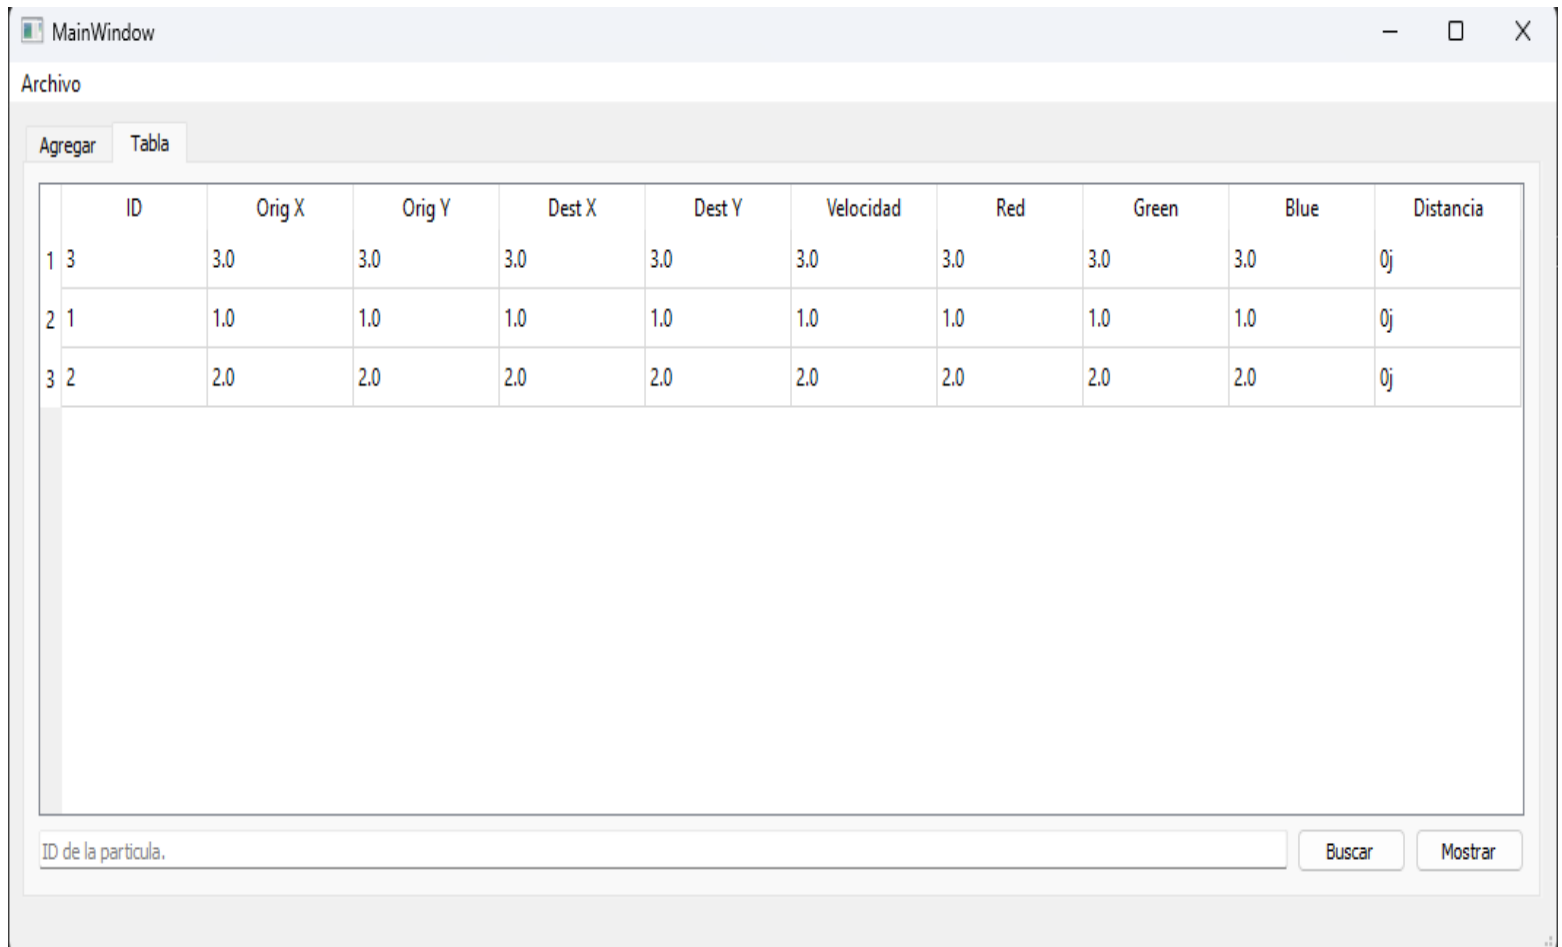 MainWindow
Archivo
Agregar Tabla
ID Orig X Orig Y Dest X Dest Y Velocidad Red Green Blue Distancia
1 3 3.0 3.0 3.0 3.0 3.0 3.0 3.0 3.0 0j
2 1 1.0 1.0 1.0 1.0 1.0 1.0 1.0 1.0 0j
3 2 2.0 2.0 2.0 2.0 2.0 2.0 2.0 2.0 0j
ID de la particula. Buscar Mostrar